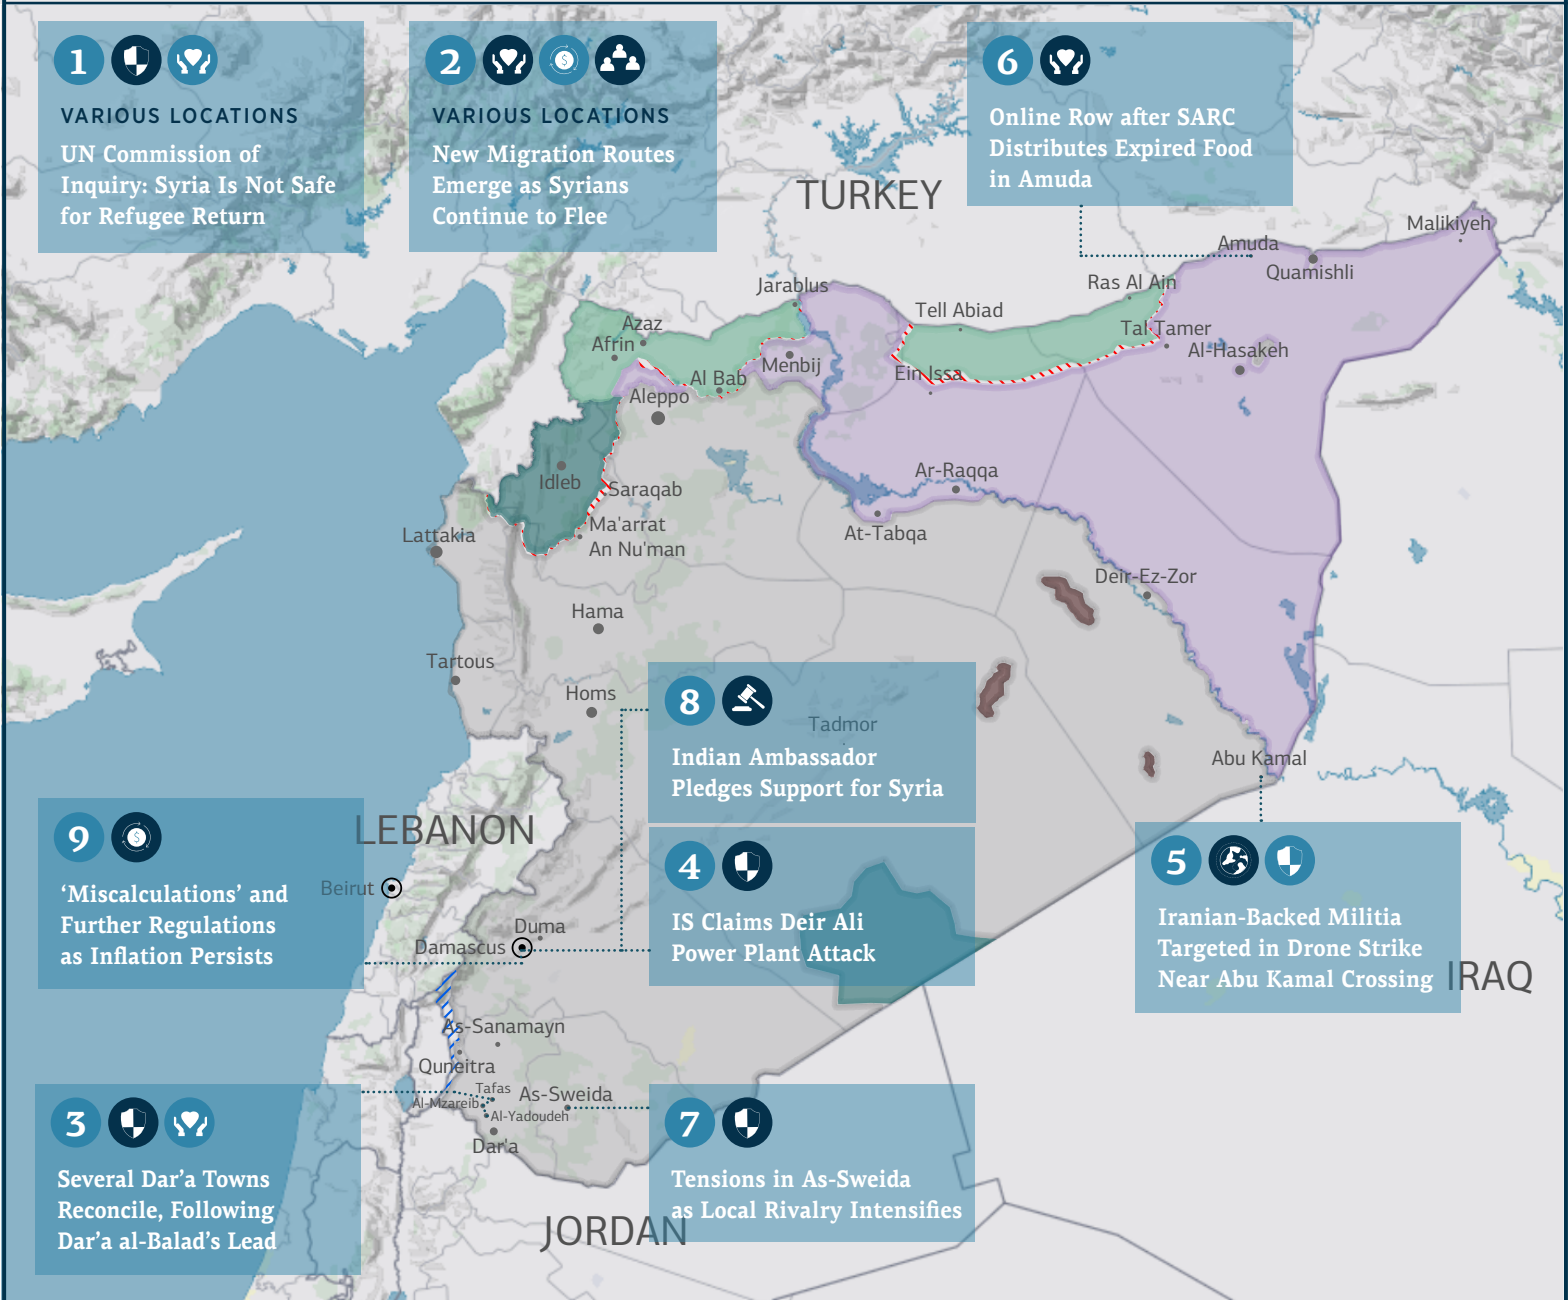 1
VARIOUS LOCATIONS
UN Commission of
Inquiry: Syria Is Not Safe
for Refugee Return
2
$
VARIOUS LOCATIONS
New Migration Routes
Emerge as Syrians
Continue to Flee
6
Online Row after SARC
Distributes Expired Food
in Amuda
TURKEY
Malikiyeh
Amuda
Quamishli
Jarablus
Ras Al Ain
Tell Abiad
Azaz
Tal Tamer
Afrin
Al-Hasakeh
Menbij
Ein Issa
Al Bab
Aleppo
Ar-Raqqa
Idleb
Saraqab
Ma'arrat
An Nu'man
Lattakia
At-Tabqa
Deir-Ez-Zor
Hama
Tartous
Homs
8
Tadmor
Indian Ambassador
Pledges Support for Syria
Abu Kamal
9
$
‘Miscalculations’ and
Further Regulations
as Inflation Persists
LEBANON
Beirut
4
IS Claims Deir Ali
Power Plant Attack
5
Iranian-Backed Militia
Targeted in Drone Strike
Near Abu Kamal Crossing
IRAQ
Duma
Damascus
As-Sanamayn
Quneitra
Tafas
As-Sweida
Al-Mzareib
Al-Yadoudeh
Dar'a
3
Several Dar’a Towns
Reconcile, Following
Dar’a al-Balad’s Lead
7
Tensions in As-Sweida
as Local Rivalry Intensifies
JORDAN